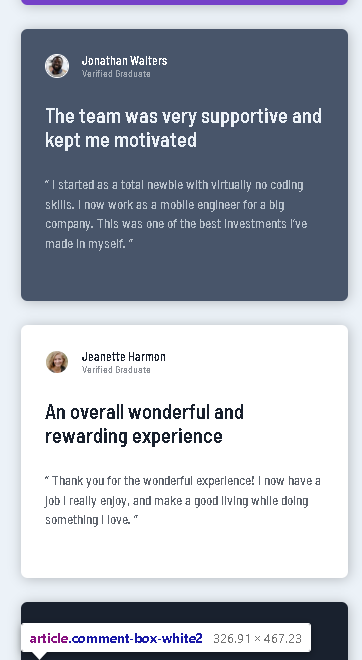 Jonathan Walters
Verified Graduate
The team was very supportive and
kept me motivated
“ I started as a total newbie with virtually no coding
skills. I now work as a mobile engineer for a big
company. This was one of the best investments I’ve
made in myself. ”
Jeanette Harmon
Verified Graduate
An overall wonderful and
rewarding experience
“ Thank you for the wonderful experience! I now have a
job I really enjoy, and make a good living while doing
something I love. ”
article.comment-box-white2 326.91 × 467.23